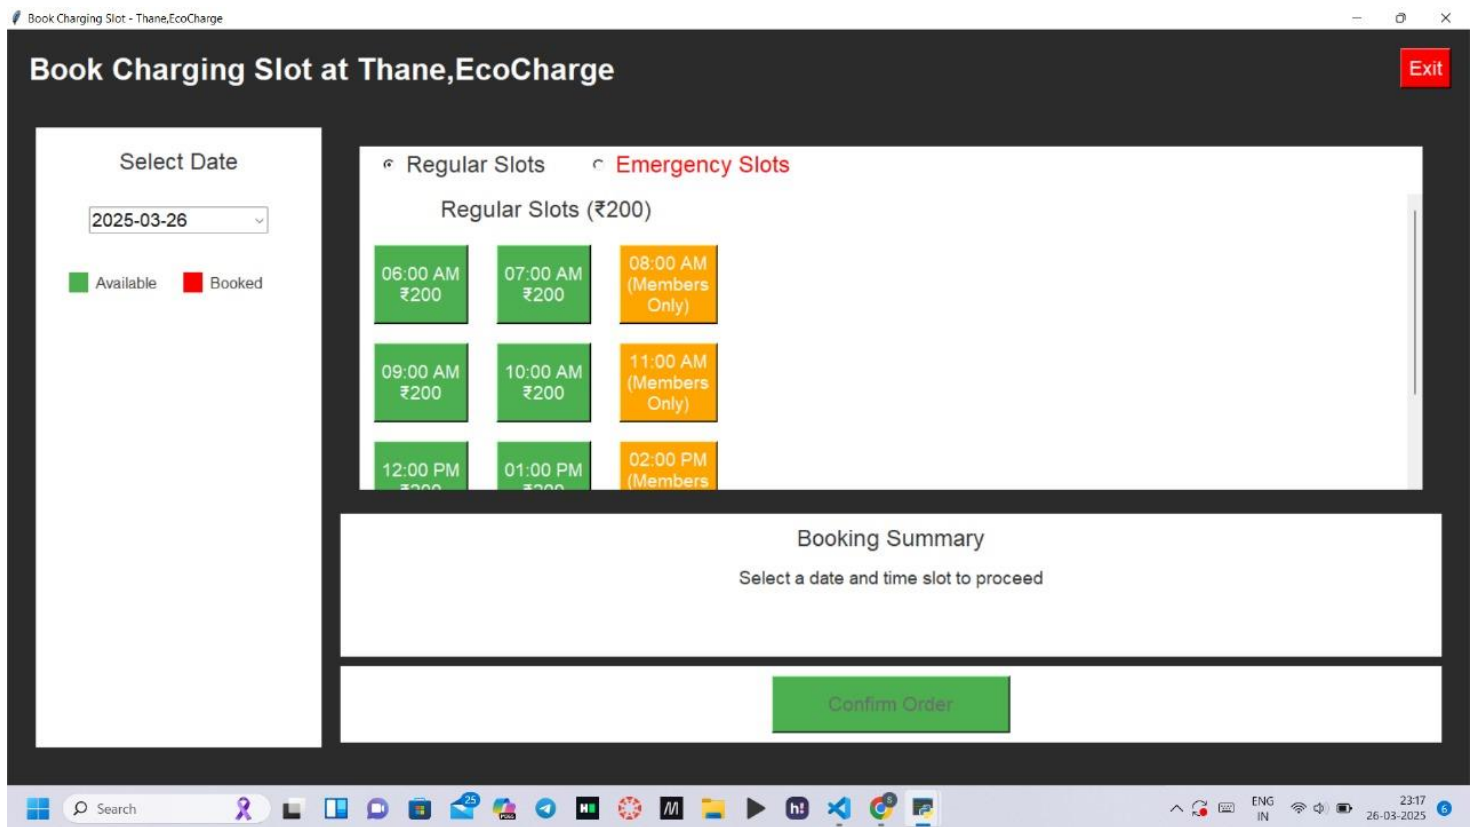 Book Charging Slot - Thane,EcoCharge
Book Charging Slot at Thane,EcoCharge
Exit
Select Date
2025-03-26
Available
Booked
Regular Slots
Emergency Slots
Regular Slots (₹200)
06:00 AM
₹200
07:00 AM
₹200
08:00 AM
(Members
Only)
09:00 AM
₹200
10:00 AM
₹200
11:00 AM
(Members
Only)
12:00 PM
₹200
01:00 PM
₹200
02:00 PM
(Members
Booking Summary
Select a date and time slot to proceed
Confirm Order
Search
25
ENG
IN
23:17
26-03-2025
6